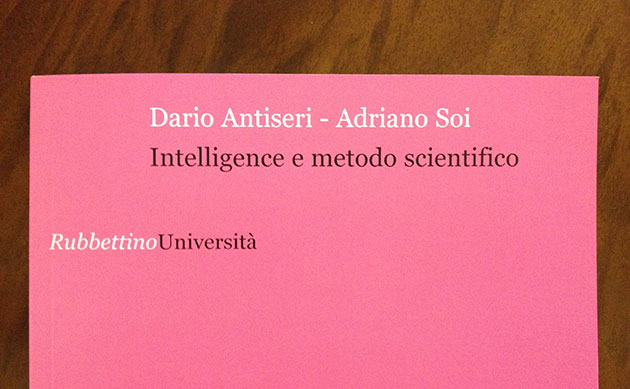 Dario Antiseri - Adriano Soi
Intelligence e metodo scientifico
RubbettinoUniversità